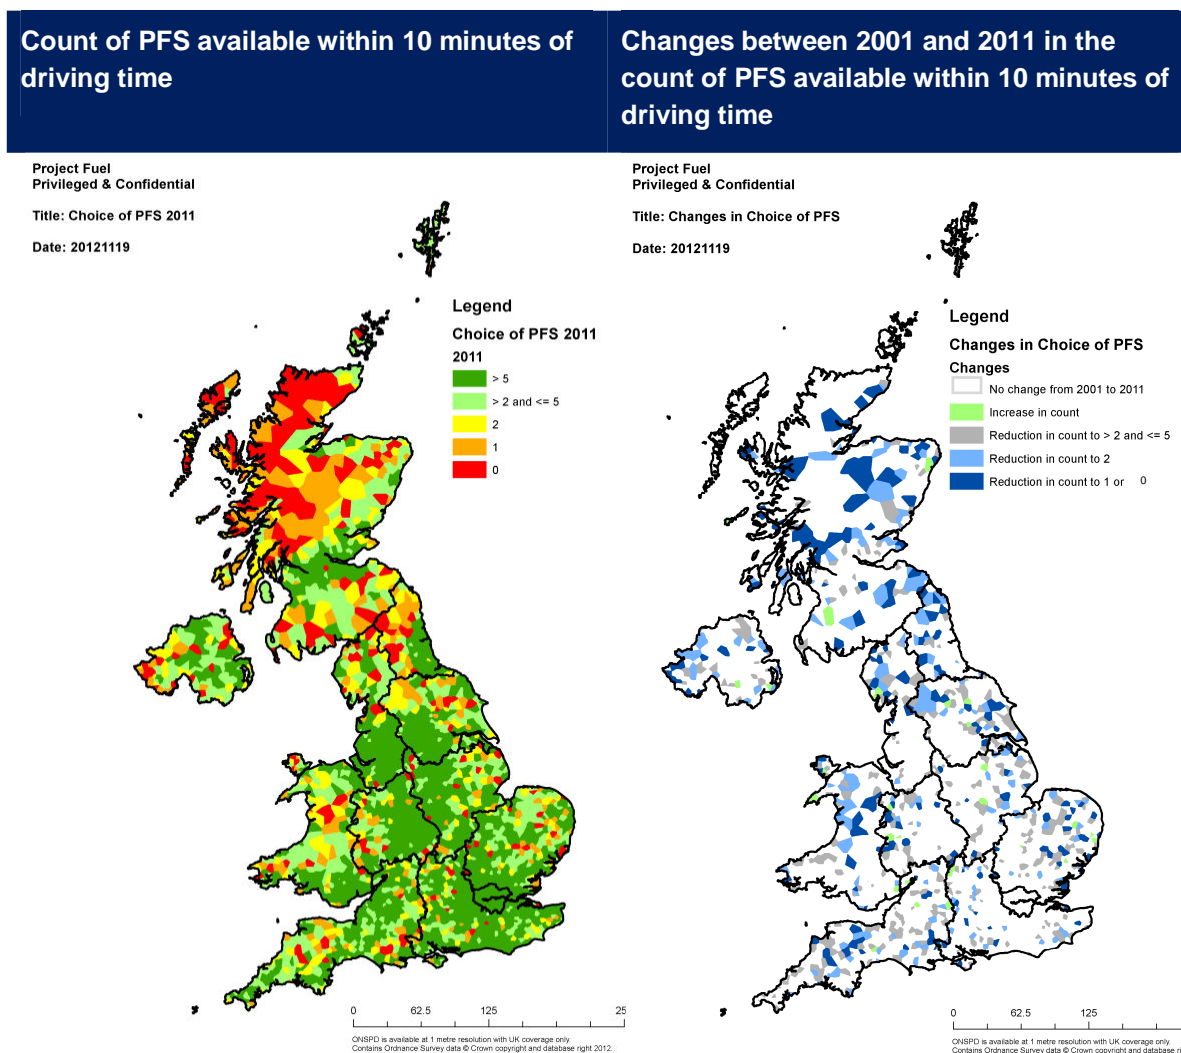 Count of PFS available within 10 minutes of
driving time
Project Fuel
Privileged & Confidential
Title: Choice of PFS 2011
Date: 20121119
Legend
Choice of PFS 2011
2011
> 5
> 2 and <= 5
2
1
0
0 62.5 125 25
ONSPD is available at 1 metre resolution with UK coverage only.
Contains Ordnance Survey data © Crown copyright and database right 2012.
Changes between 2001 and 2011 in the
count of PFS available within 10 minutes of
driving time
Project Fuel
Privileged & Confidential
Title: Changes in Choice of PFS
Date: 20121119
Legend
Changes in Choice of PFS
Changes
No change from 2001 to 2011
Increase in count
Reduction in count to > 2 and <= 5
Reduction in count to 2
Reduction in count to 1 or 0
0 62.5 125
ONSPD is available at 1 metre resolution with UK coverage only.
Contains Ordnance Survey data © Crown copyright and database ri